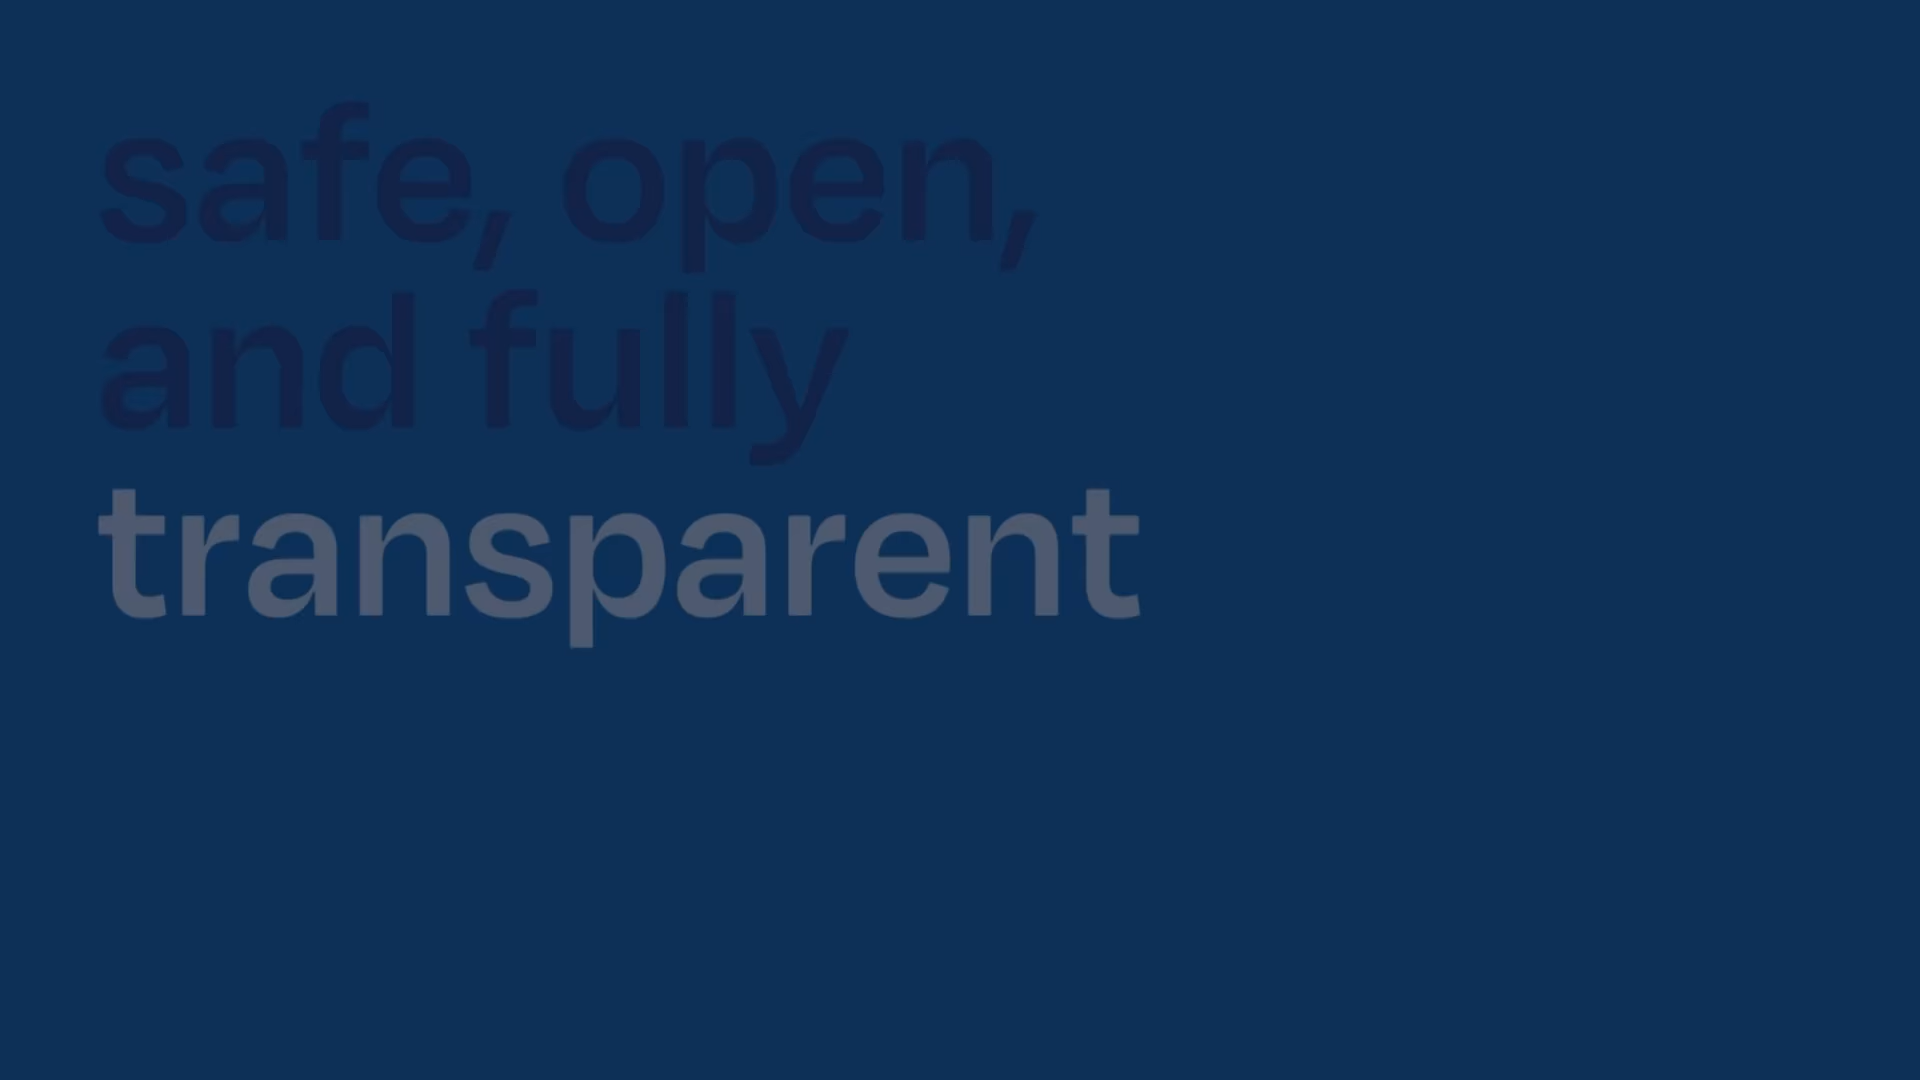 safe, open,
and fully
transparent